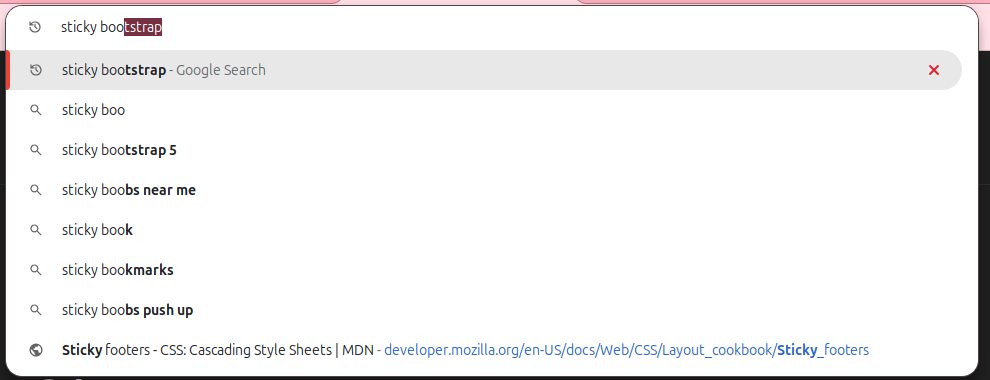 sticky bootstrap
sticky bootstrap - Google Search
sticky boo
sticky bootstrap 5
sticky boobs near me
sticky book
sticky bookmarks
sticky boobs push up
Sticky footers - CSS: Cascading Style Sheets | MDN - developer.mozilla.org/en-US/docs/Web/CSS/Layout_cookbook/Sticky_footers